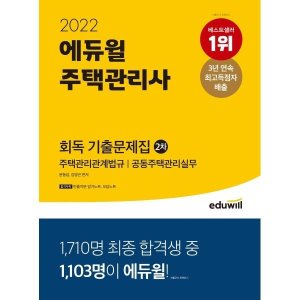 2022
에듀윌
주택관리사
베스트셀러
1위
3년 연속
최고득점자
배출
회독 기출문제집 2차
주택관리관계법규 | 공동주택관리실무
eduwill
1,710명 최종 합격생 중
1,103명이 에듀윌!